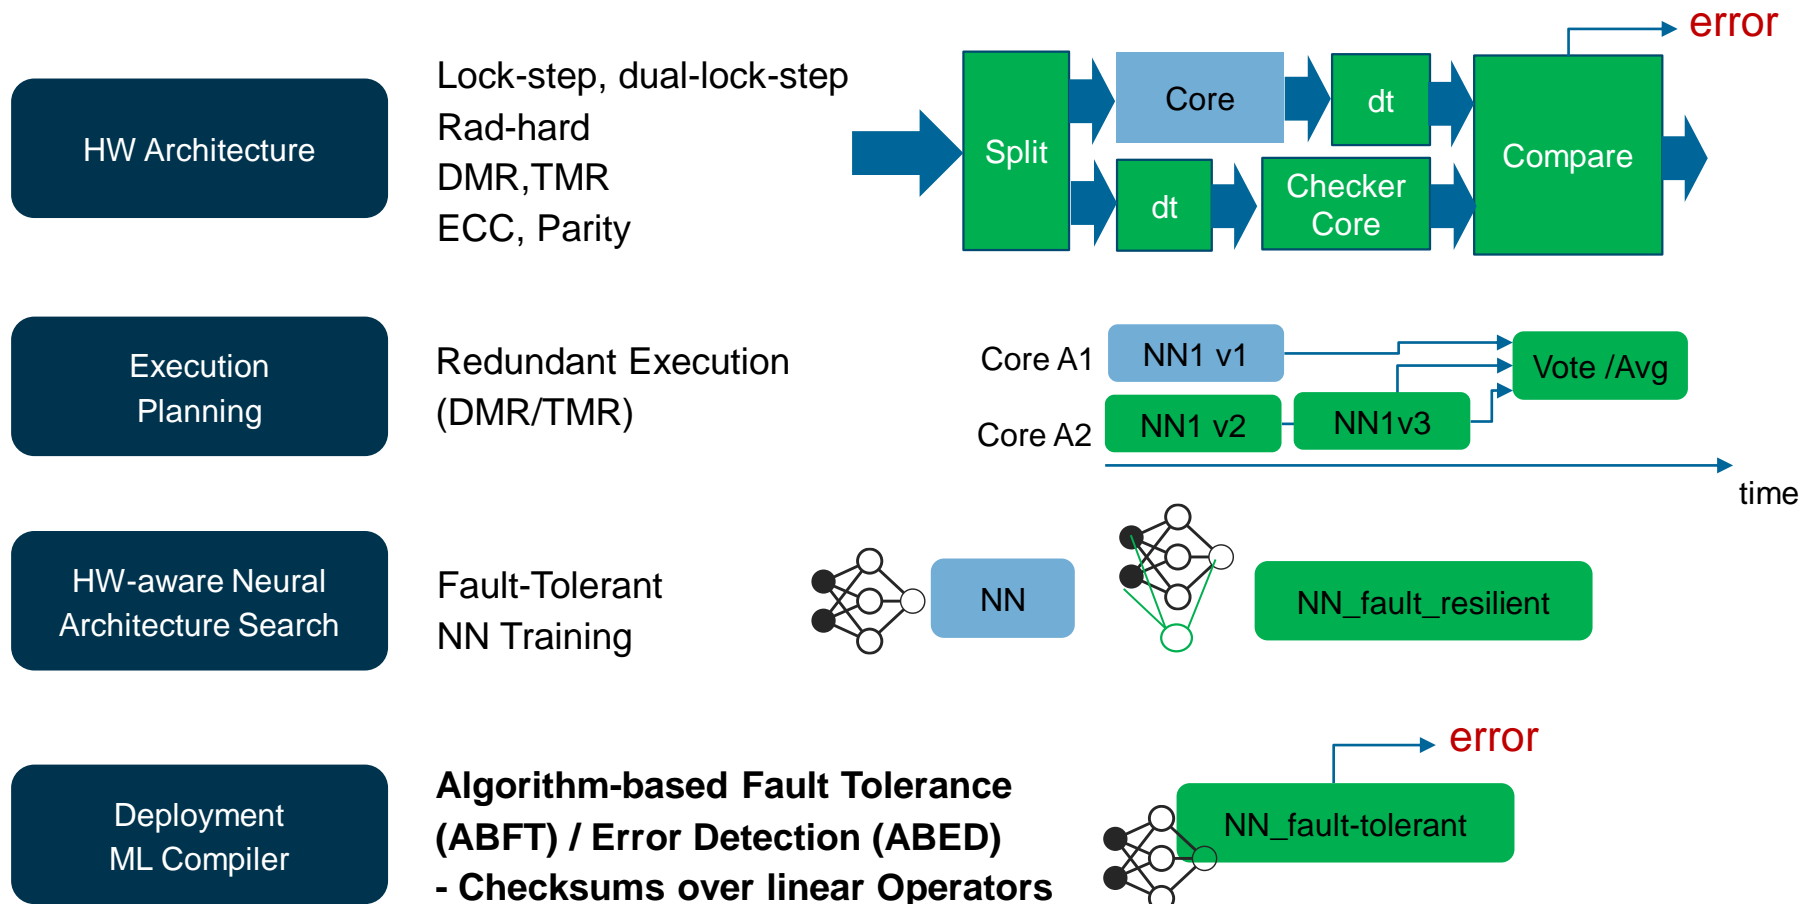 HW Architecture
Lock-step, dual-lock-step
Rad-hard
DMR,TMR
ECC, Parity
Split
Core
dt
dt
Checker
Core
Compare
error
Execution
Planning
Redundant Execution
(DMR/TMR)
Core A1
NN1 v1
Core A2
NN1 v2
NN1v3
Vote /Avg
time
HW-aware Neural
Architecture Search
Fault-Tolerant
NN Training
NN
NN_fault_resilient
Deployment
ML Compiler
Algorithm-based Fault Tolerance
(ABFT) / Error Detection (ABED)
- Checksums over linear Operators
NN_fault-tolerant
error